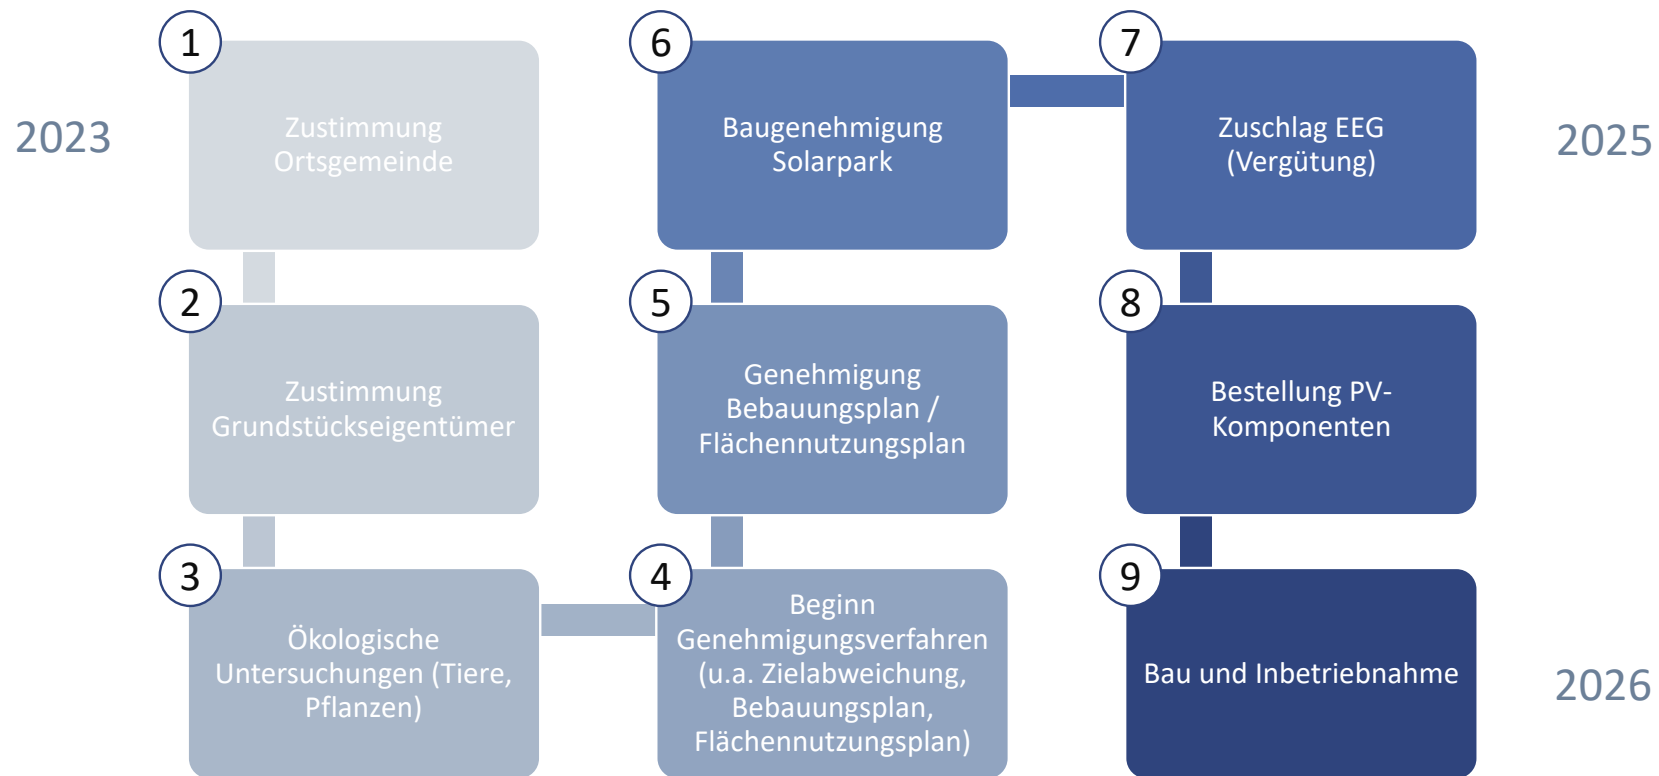 2023
1
Zustimmung
Ortsgemeinde
2
Zustimmung
Grundstückseigentümer
3
Ökologische
Untersuchungen (Tiere,
Pflanzen)
4
Beginn
Genehmigungsverfahren
(u.a. Zielabweichung,
Bebauungsplan,
Flächennutzungsplan)
5
Genehmigung
Bebauungsplan /
Flächennutzungsplan
6
Baugenehmigung
Solarpark
7
Zuschlag EEG
(Vergütung)
2025
8
Bestellung PV-
Komponenten
9
Bau und Inbetriebnahme
2026